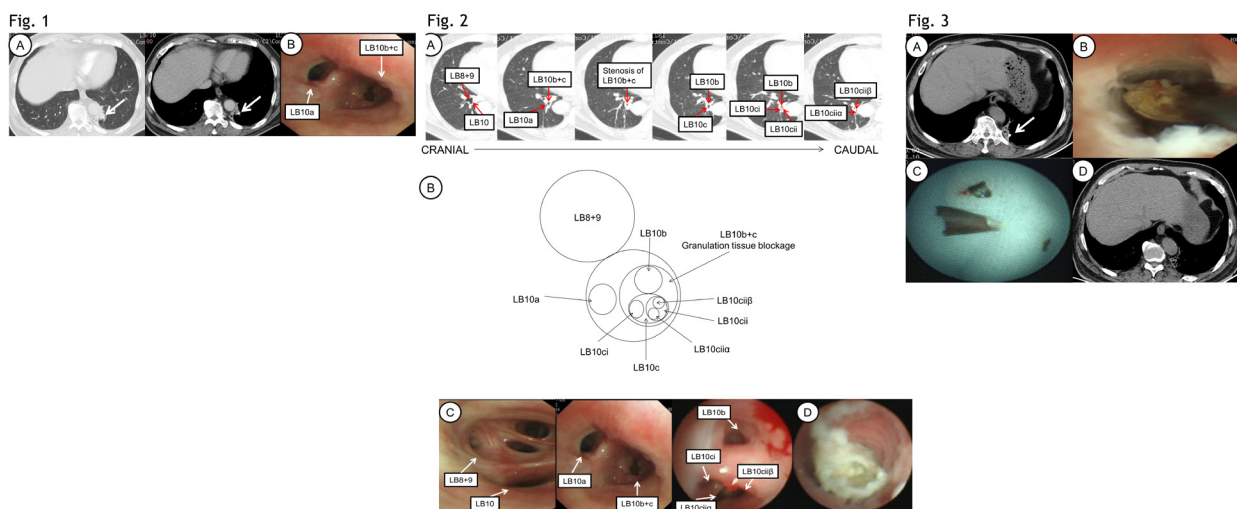 Fig. 1
A
B
LB10b+c
LB10a
Fig. 2
A
LB8+9
LB10
LB10b+c
LB10a
Stenosis of
LB10b+c
LB10b
LB10c
LB10b
LB10ci
LB10cii
LB10ciiβ
LB10ciiα
CRANIAL
CAUDAL
B
LB8+9
LB10b
LB10b+c
Granulation tissue blockage
LB10a
LB10ciiβ
LB10cii
LB10ciiα
LB10ci
LB10c
C
LB8+9
LB10
LB10a
LB10b+c
LB10b
LB10ci
LB10ciiβ
LB10ciiα
D
Fig. 3
A
B
C
D